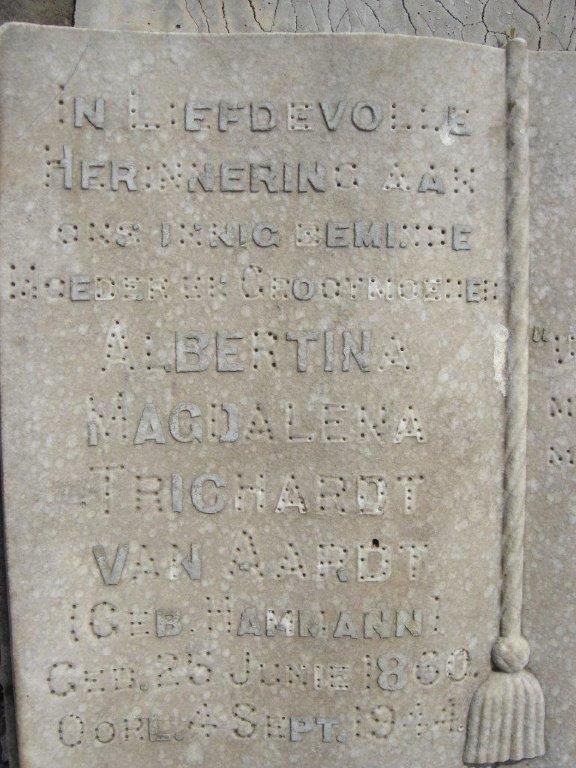 In Liefdevolle
Herinnering aan
ons innig beminde
Moeder en Grootmoeder
Albertina
Magdalena
Trichardt
van Aardt
(Geb. Hammann)
Geb. 25 Junie 1860.
Oorl. 4 Sept. 1944.